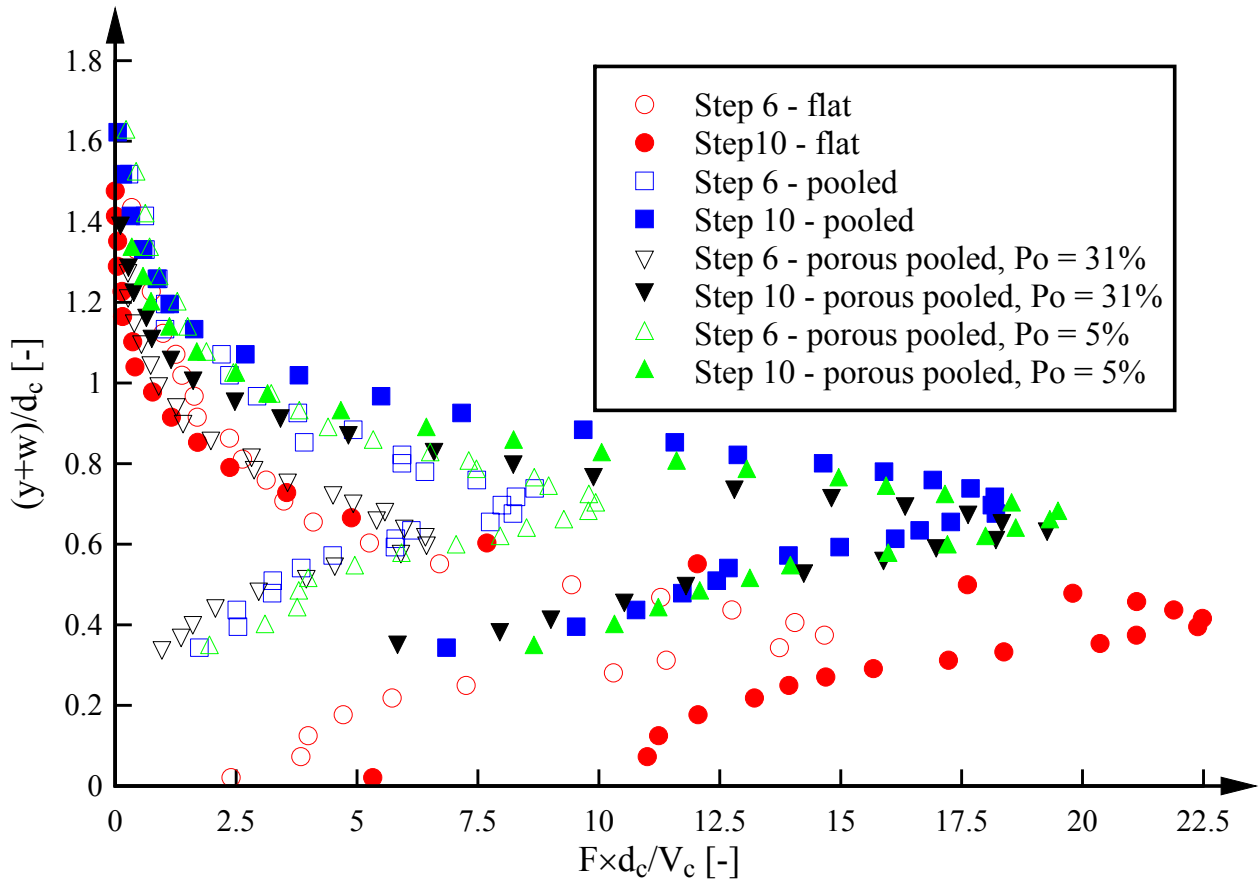 1.8
1.6
1.4
1.2
1
0.8
0.6
0.4
0.2
0
(y+w)/d_c [-]
Step 6 - flat
Step10 - flat
Step 6 - pooled
Step 10 - pooled
Step 6 - porous pooled, Po = 31%
Step 10 - porous pooled, Po = 31%
Step 6 - porous pooled, Po = 5%
Step 10 - porous pooled, Po = 5%
0 2.5 5 7.5 10 12.5 15 17.5 20 22.5
F×d_c/V_c [-]